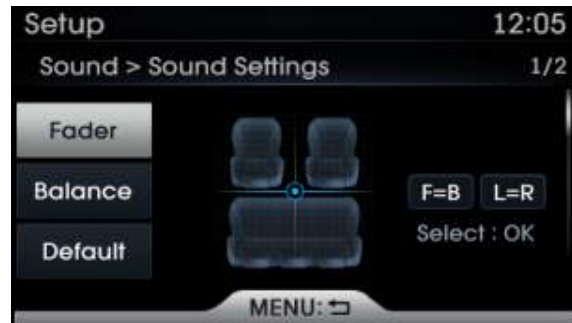 Setup 12:05
Sound > Sound Settings 1/2
Fader
Balance F=B L=R
Default Select : OK
MENU: